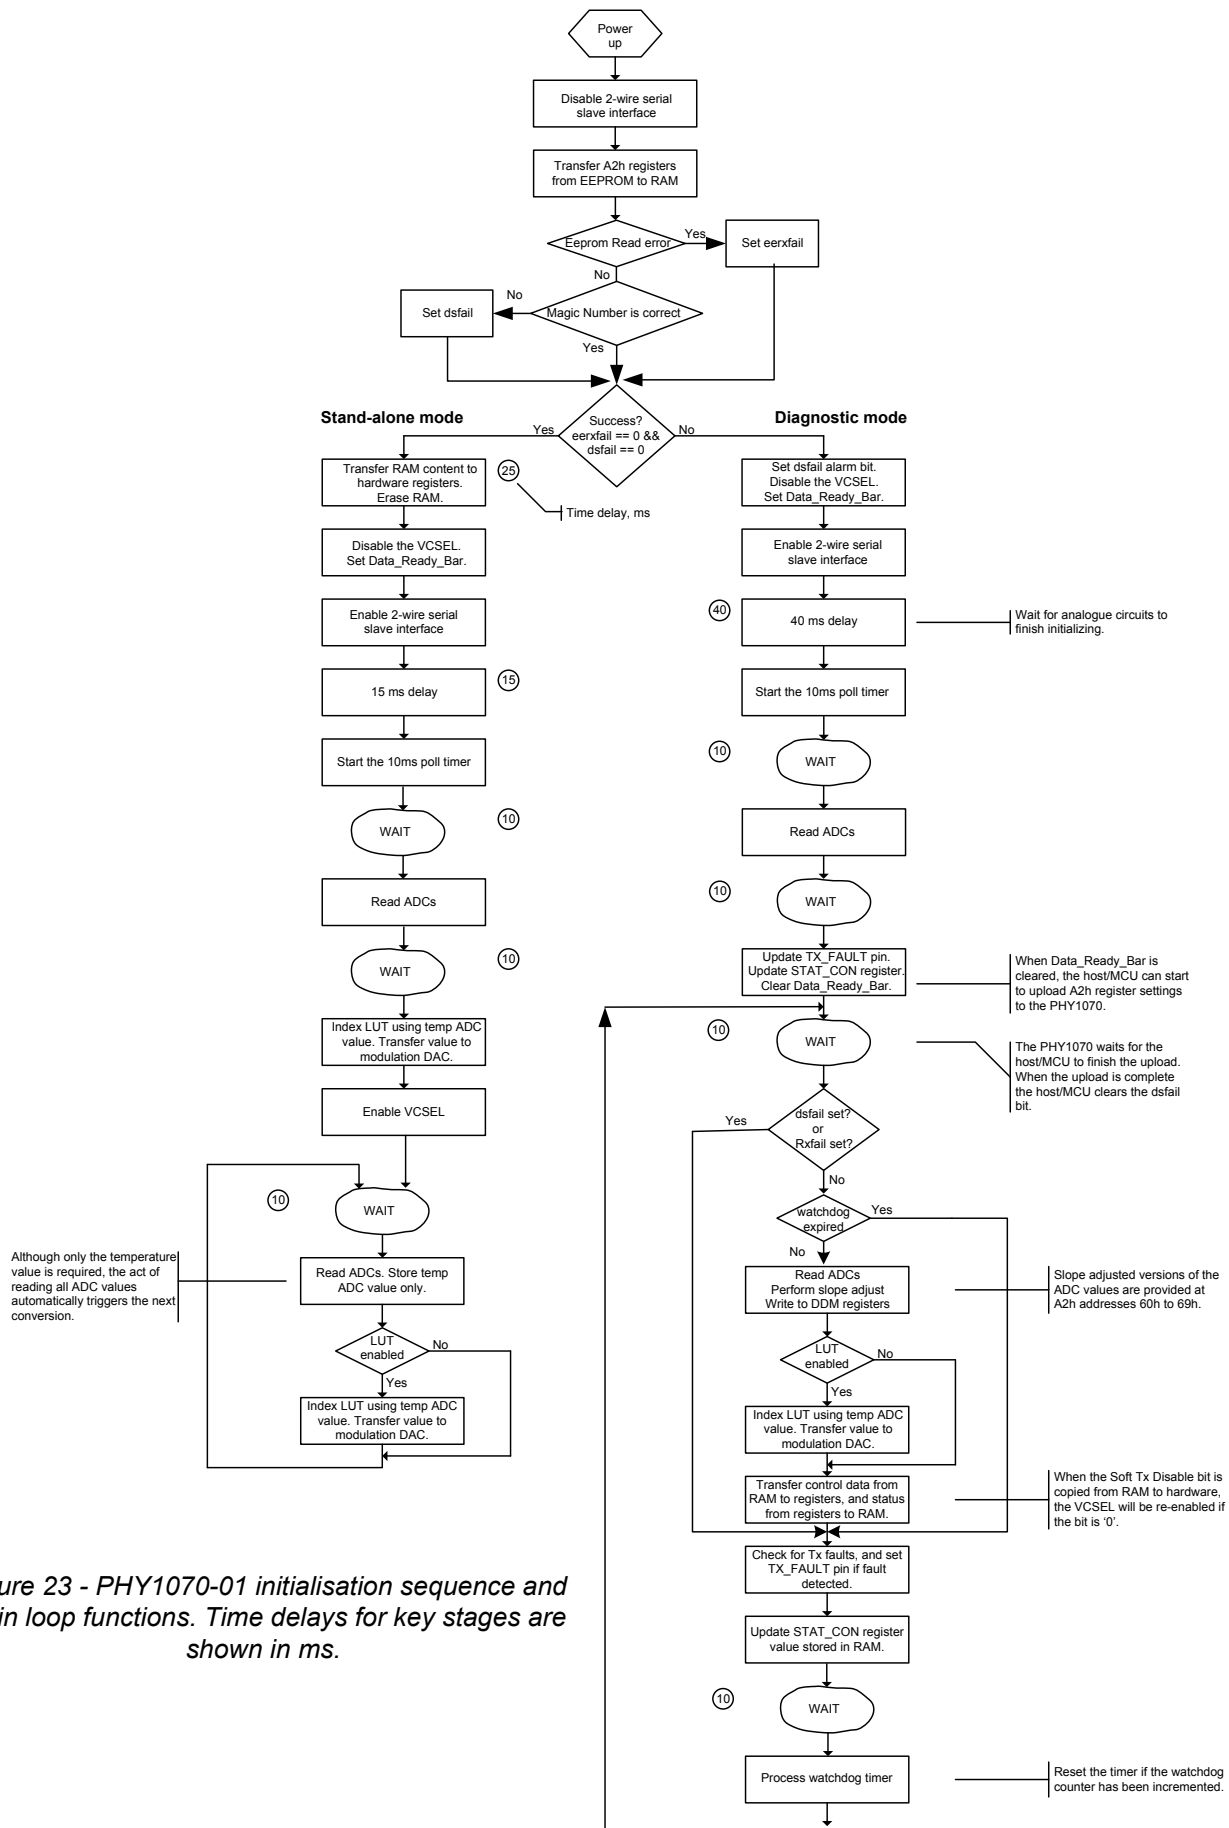 Power
up
Disable 2-wire serial
slave interface
Transfer A2h registers
from EEPROM to RAM
Eeprom Read error
Yes
Set eerxfail
No
Set dsfail
No
Magic Number is correct
Yes
Stand-alone mode
Diagnostic mode
Yes
Success?
eerxfail == 0 &&
dsfail == 0
No
Transfer RAM content to
hardware registers.
Erase RAM.
25
Time delay, ms
Disable the VCSEL.
Set Data_Ready_Bar.
Enable 2-wire serial
slave interface
15 ms delay
15
Start the 10ms poll timer
WAIT
10
Read ADCs
WAIT
10
Index LUT using temp ADC
value. Transfer value to
modulation DAC.
Enable VCSEL
10
WAIT
Although only the temperature
value is required, the act of
reading all ADC values
automatically triggers the next
conversion.
Read ADCs. Store temp
ADC value only.
LUT
enabled
No
Yes
Index LUT using temp ADC
value. Transfer value to
modulation DAC.
Set dsfail alarm bit.
Disable the VCSEL.
Set Data_Ready_Bar.
Enable 2-wire serial
slave interface
40
40 ms delay
Wait for analogue circuits to
finish initializing.
Start the 10ms poll timer
10
WAIT
Read ADCs
10
WAIT
Update TX_FAULT pin.
Update STAT_CON register.
Clear Data_Ready_Bar.
When Data_Ready_Bar is
cleared, the host/MCU can start
to upload A2h register settings
to the PHY1070.
10
WAIT
The PHY1070 waits for the
host/MCU to finish the upload.
When the upload is complete
the host/MCU clears the dsfail
bit.
Yes
dsfail set?
or
Rxfail set?
No
watchdog
expired
Yes
No
Read ADCs
Perform slope adjust
Write to DDM registers
Slope adjusted versions of the
ADC values are provided at
A2h addresses 60h to 69h.
LUT
enabled
No
Yes
Index LUT using temp ADC
value. Transfer value to
modulation DAC.
Transfer control data from
RAM to registers, and status
from registers to RAM.
When the Soft Tx Disable bit is
copied from RAM to hardware,
the VCSEL will be re-enabled if
the bit is ‘0’.
Check for Tx faults, and set
TX_FAULT pin if fault
detected.
Update STAT_CON register
value stored in RAM.
10
WAIT
Process watchdog timer
Reset the timer if the watchdog
counter has been incremented.
ure 23 - PHY1070-01 initialisation sequence and
in loop functions. Time delays for key stages are
shown in ms.